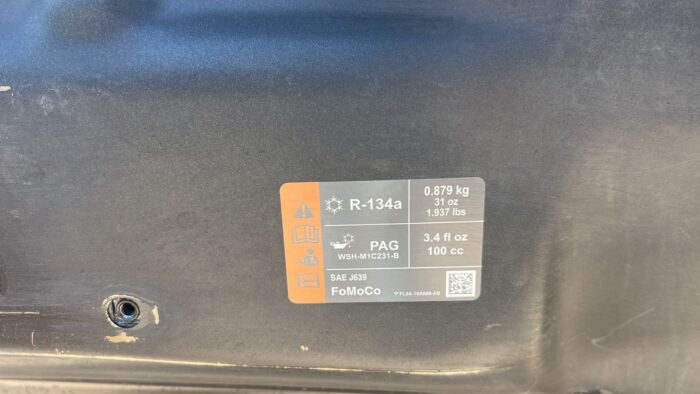 R-134a
0.879 kg
31 oz
1.937 lbs
PAG
WSH-M1C231-B
3.4 fl oz
100 cc
SAE J639
FoMoCo